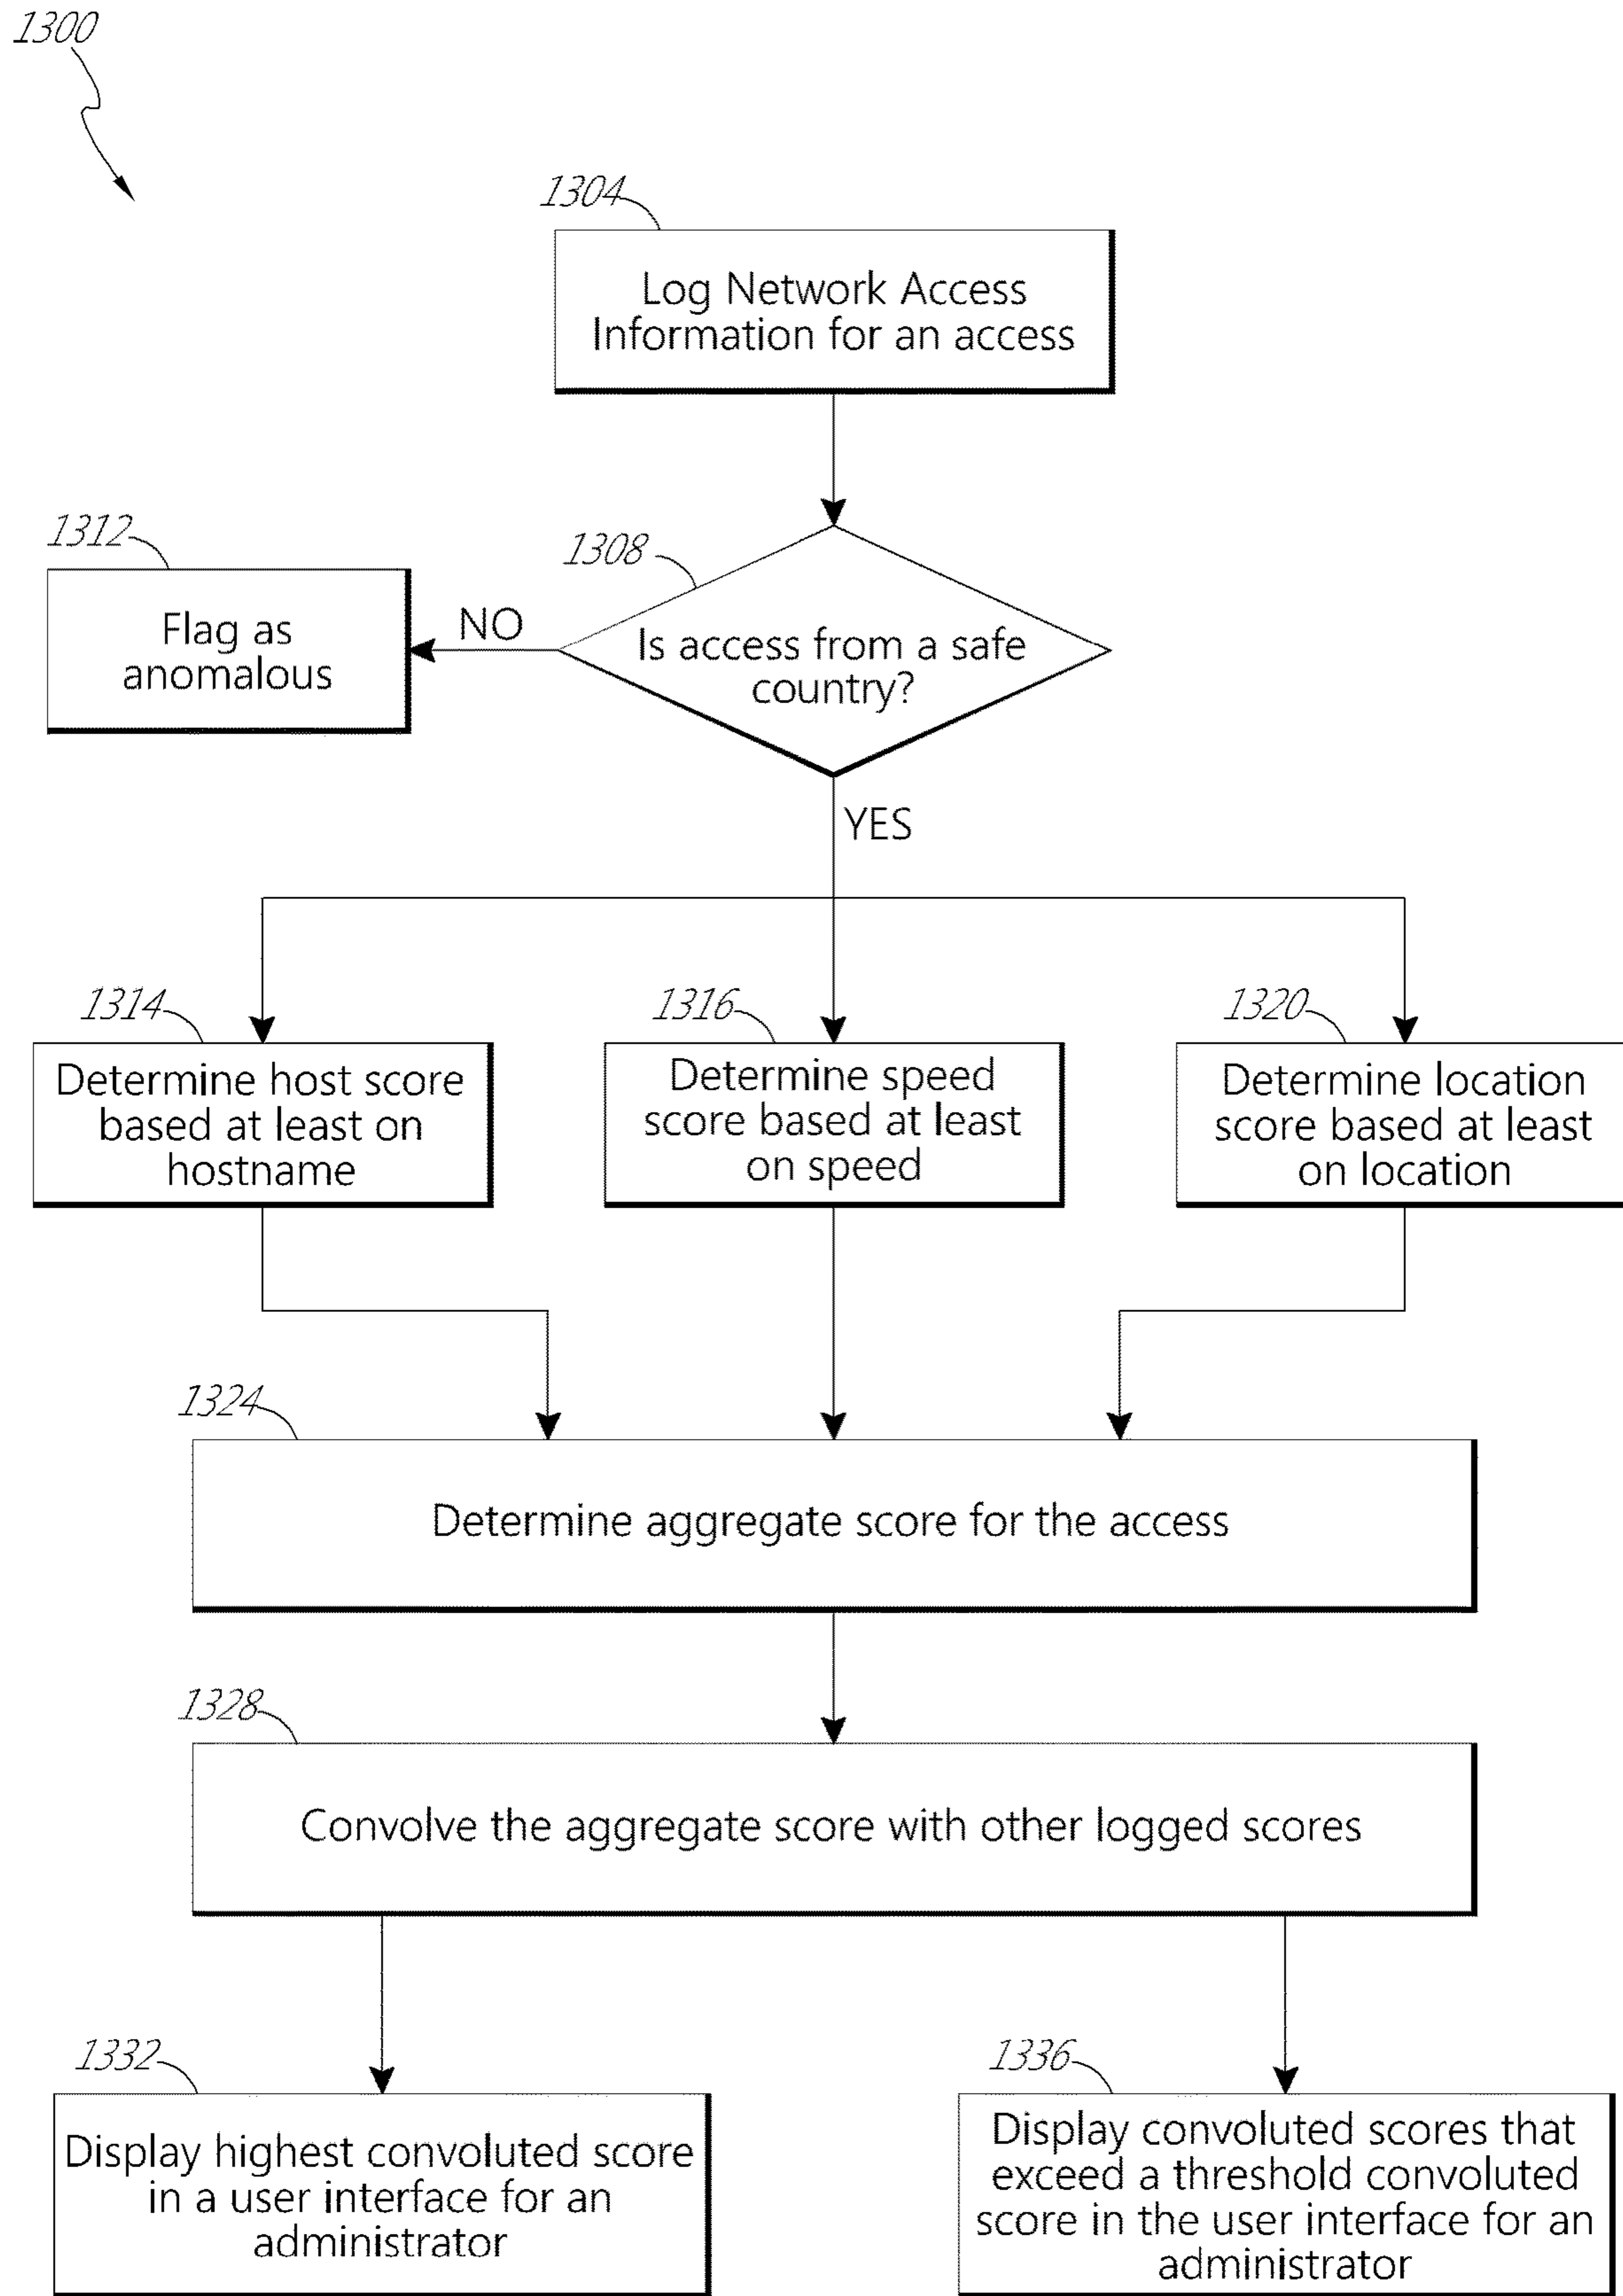 1300
1304
Log Network Access
Information for an access
1312
Flag as
anomalous
NO
1308
Is access from a safe
country?
YES
1314
Determine host score
based at least on
hostname
1316
Determine speed
score based at least
on speed
1320
Determine location
score based at least
on location
1324
Determine aggregate score for the access
1328
Convolve the aggregate score with other logged scores
1332
Display highest convoluted score
in a user interface for an
administrator
1336
Display convoluted scores that
exceed a threshold convoluted
score in the user interface for an
administrator